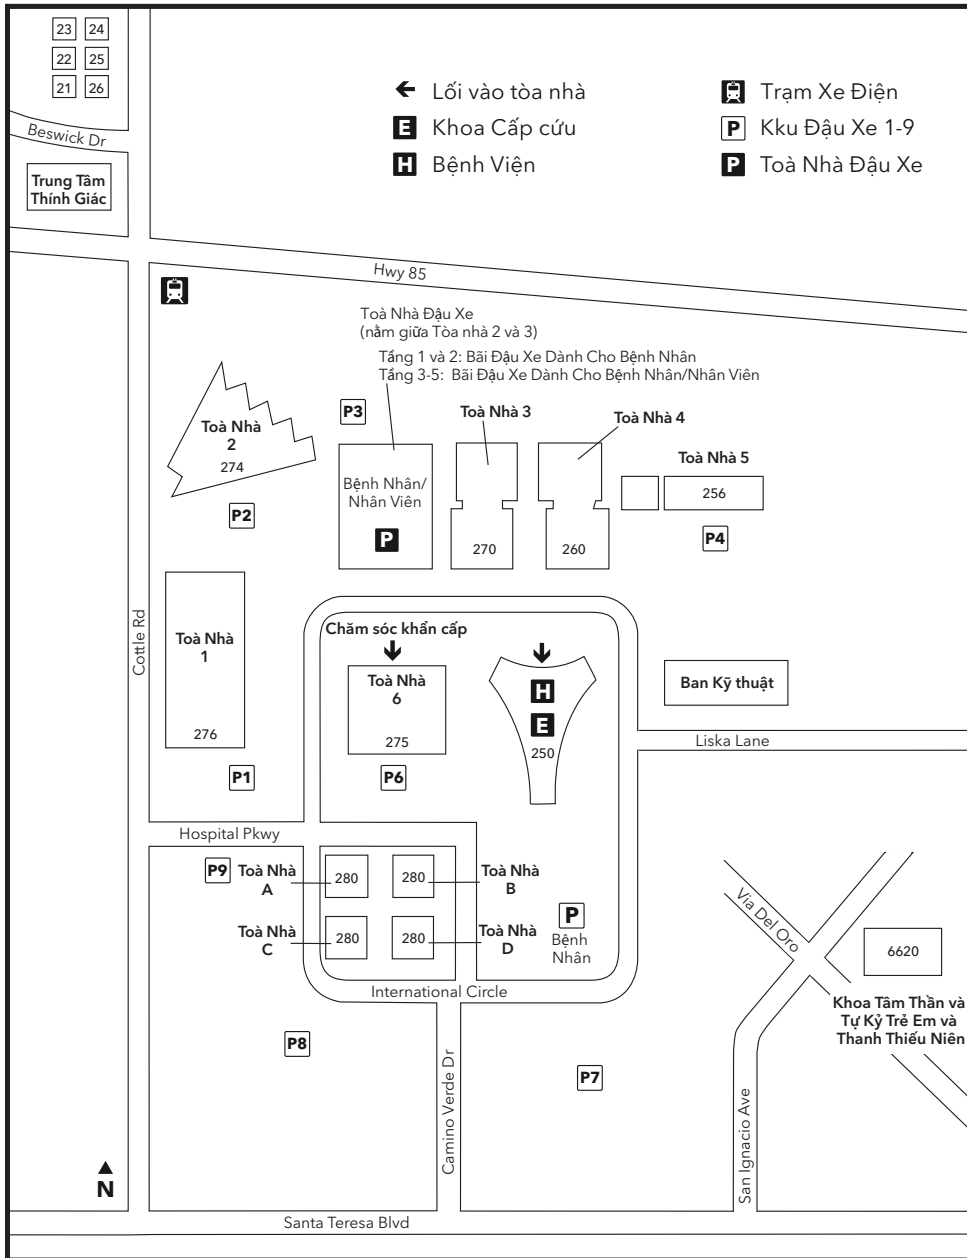 23 24
22 25
21 26
Beswick Dr
Trung Tâm
Thính Giác
Lối vào tòa nhà
E Khoa Cấp cứu
H Bệnh Viện
Trạm Xe Điện
P Kku Đậu Xe 1-9
P Toà Nhà Đậu Xe
Hwy 85
Toà Nhà Đậu Xe
(nằm giữa Tòa nhà 2 và 3)
Tầng 1 và 2: Bãi Đậu Xe Dành Cho Bệnh Nhân
Tầng 3-5: Bãi Đậu Xe Dành Cho Bệnh Nhân/Nhân Viên
P3
Toà Nhà 3
Toà Nhà 4
Toà Nhà
2
274
Toà Nhà 5
256
Bệnh Nhân/
Nhân Viên
P
270
260
P2
P4
Cottle Rd
Toà Nhà
1
276
Chăm sóc khẩn cấp
Toà Nhà
6
275
H
E
250
Ban Kỹ thuật
Liska Lane
P1
P6
Hospital Pkwy
P9
Toà Nhà
A
280
280
Toà Nhà
B
Toà Nhà
C
280
280
Toà Nhà
D
P
Bệnh
Nhân
International Circle
Via Del Oro
6620
Khoa Tâm Thần và
Tự Kỷ Trẻ Em và
Thanh Thiếu Niên
P8
P7
Camino Verde Dr
San Ignacio Ave
N
Santa Teresa Blvd